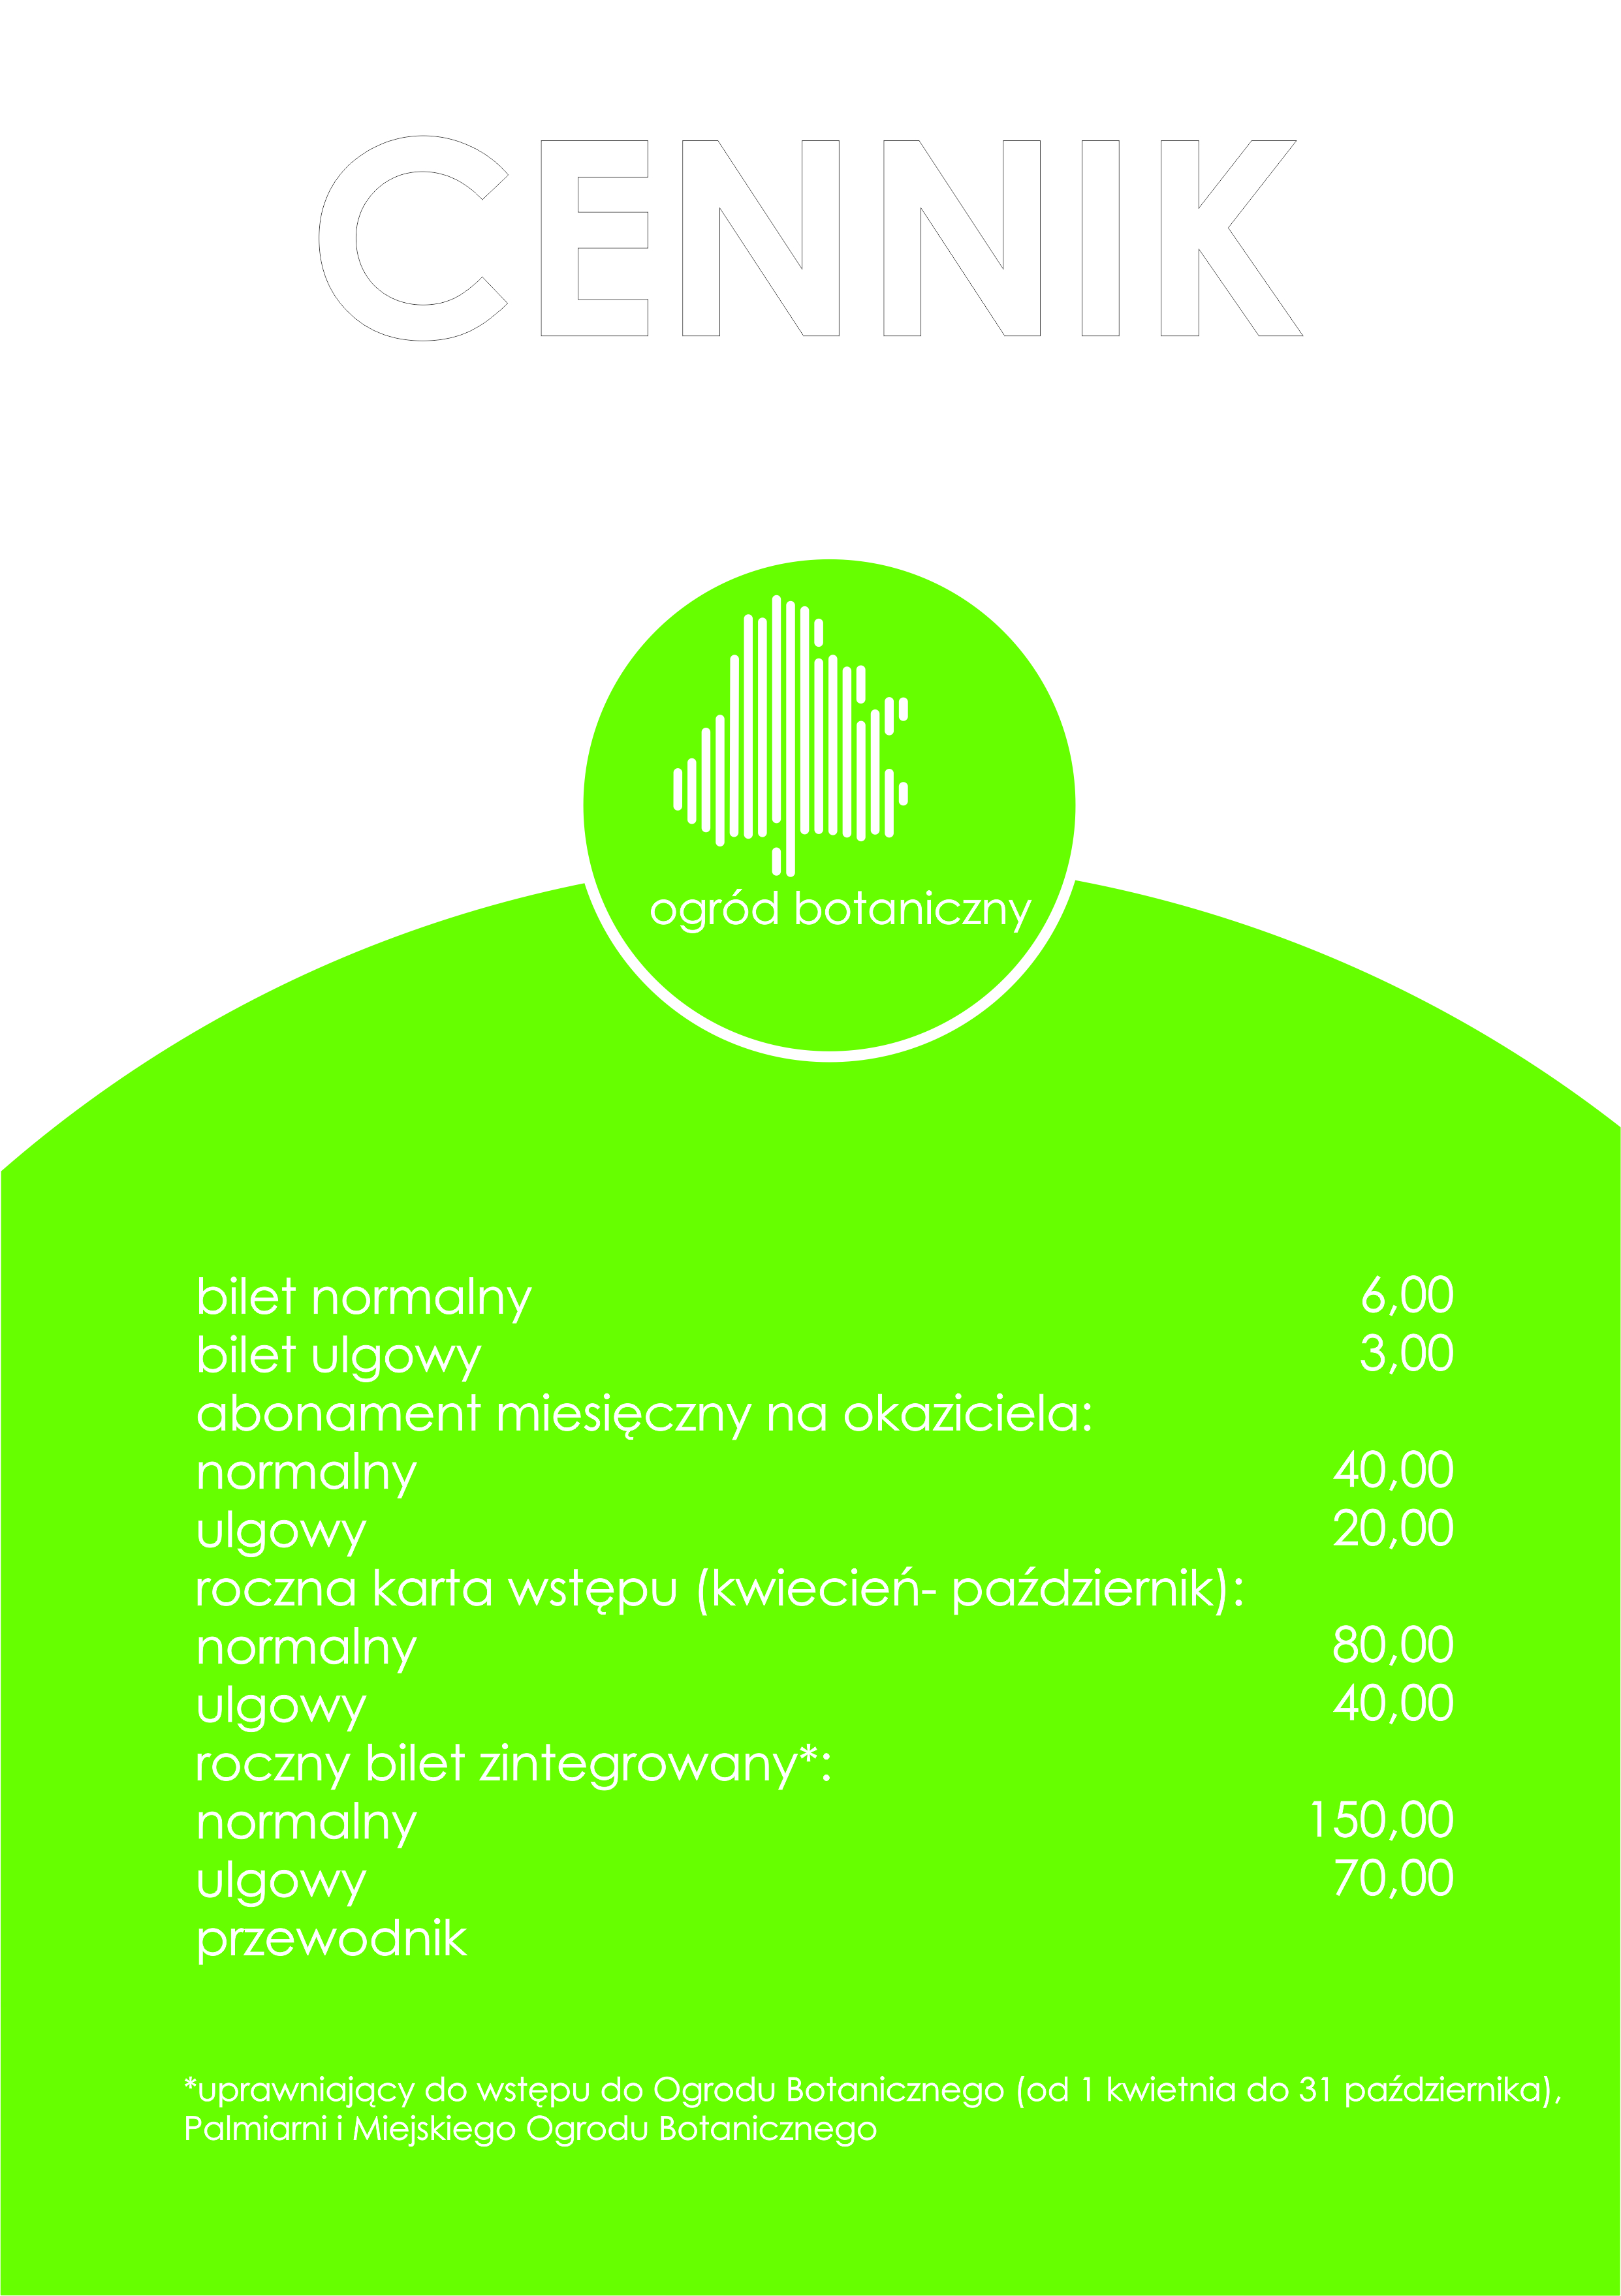 CENNIK
ogród botaniczny
bilet normalny 6,00
bilet ulgowy 3,00
abonament miesięczny na okaziciela:
normalny 40,00
ulgowy 20,00
roczna karta wstępu (kwiecień- październik):
normalny 80,00
ulgowy 40,00
roczny bilet zintegrowany*:
normalny 150,00
ulgowy 70,00
przewodnik
*uprawniający do wstępu do Ogrodu Botanicznego (od 1 kwietnia do 31 października),
Palmiarni i Miejskiego Ogrodu Botanicznego